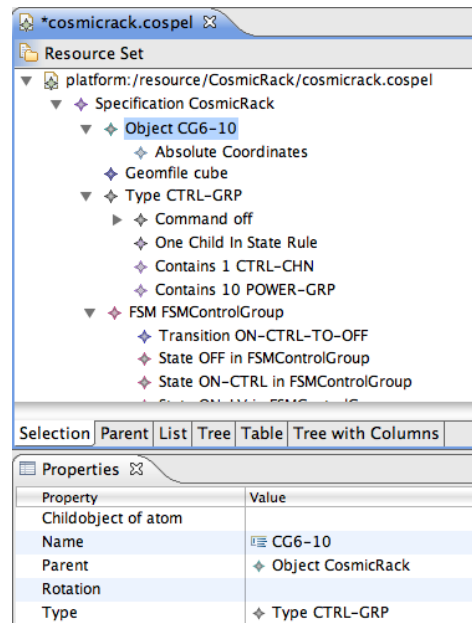 *cosmicrack.cospel
Resource Set
platform:/resource/CosmicRack/cosmicrack.cospel
Specification CosmicRack
Object CG6-10
Absolute Coordinates
Geomfile cube
Type CTRL-GRP
Command off
One Child In State Rule
Contains 1 CTRL-CHN
Contains 10 POWER-GRP
FSM FSMControlGroup
Transition ON-CTRL-TO-OFF
State OFF in FSMControlGroup
State ON-CTRL in FSMControlGroup
Selection Parent List Tree Table Tree with Columns
Properties
Property Value
Childobject of atom
Name CG6-10
Parent Object CosmicRack
Rotation
Type Type CTRL-GRP